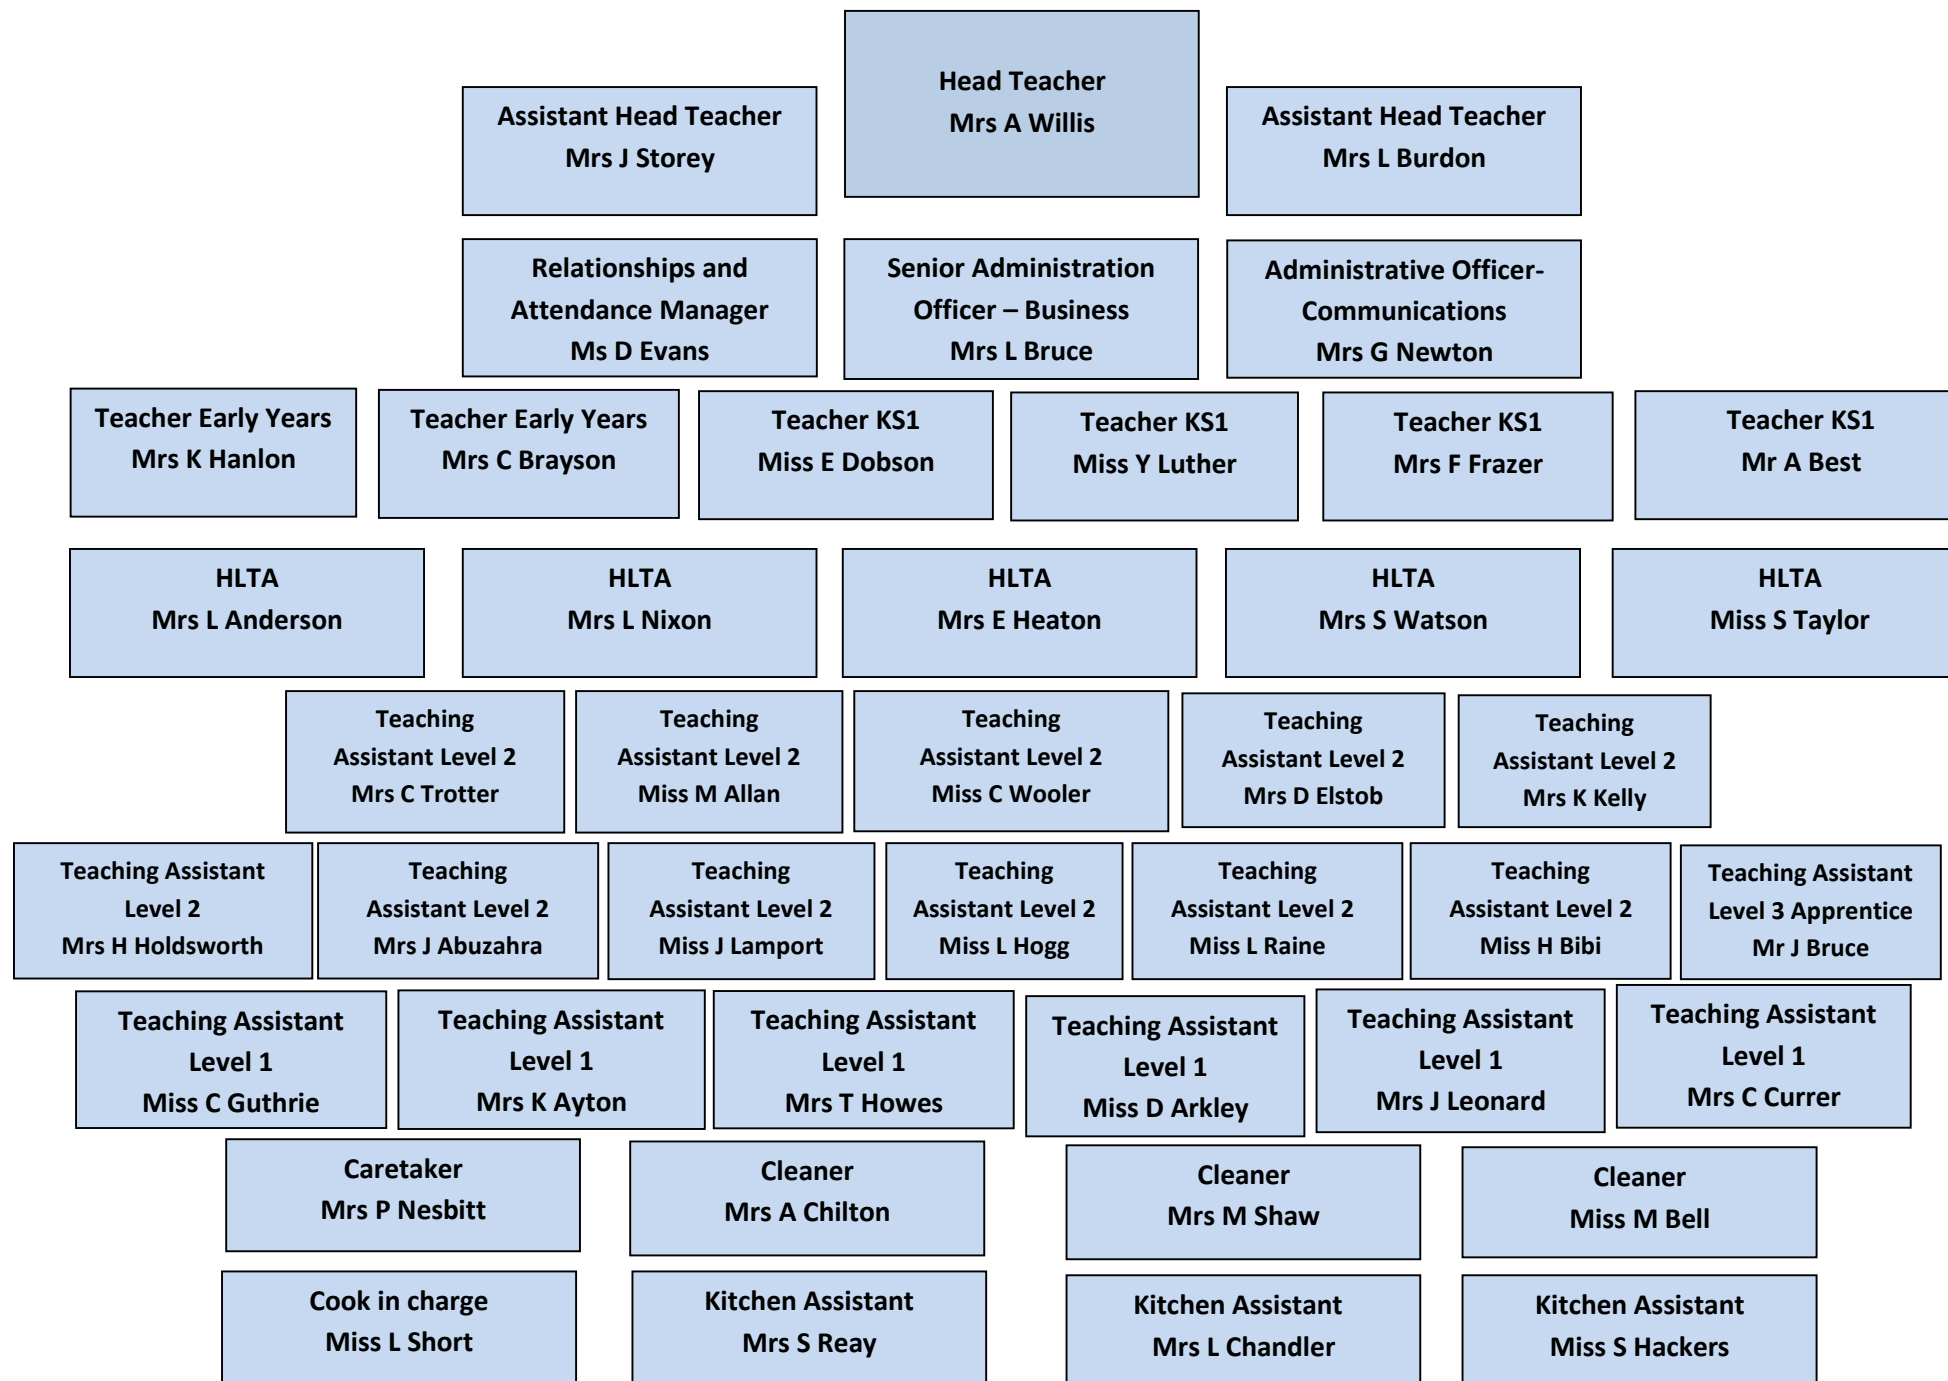 Head Teacher
Mrs A Willis
Assistant Head Teacher
Mrs J Storey
Assistant Head Teacher
Mrs L Burdon
Relationships and
Attendance Manager
Ms D Evans
Senior Administration
Officer – Business
Mrs L Bruce
Administrative Officer-
Communications
Mrs G Newton
Teacher Early Years
Mrs K Hanlon
Teacher Early Years
Mrs C Brayson
Teacher KS1
Miss E Dobson
Teacher KS1
Miss Y Luther
Teacher KS1
Mrs F Frazer
Teacher KS1
Mr A Best
HLTA
Mrs L Anderson
HLTA
Mrs L Nixon
HLTA
Mrs E Heaton
HLTA
Mrs S Watson
HLTA
Miss S Taylor
Teaching
Assistant Level 2
Mrs C Trotter
Teaching
Assistant Level 2
Miss M Allan
Teaching
Assistant Level 2
Miss C Wooler
Teaching
Assistant Level 2
Mrs D Elstob
Teaching
Assistant Level 2
Mrs K Kelly
Teaching Assistant
Level 2
Mrs H Holdsworth
Teaching
Assistant Level 2
Mrs J Abuzahra
Teaching
Assistant Level 2
Miss J Lamport
Teaching
Assistant Level 2
Miss L Hogg
Teaching
Assistant Level 2
Miss L Raine
Teaching
Assistant Level 2
Miss H Bibi
Teaching Assistant
Level 3 Apprentice
Mr J Bruce
Teaching Assistant
Level 1
Miss C Guthrie
Teaching Assistant
Level 1
Mrs K Ayton
Teaching Assistant
Level 1
Mrs T Howes
Teaching Assistant
Level 1
Miss D Arkley
Teaching Assistant
Level 1
Mrs J Leonard
Teaching Assistant
Level 1
Mrs C Currer
Caretaker
Mrs P Nesbitt
Cleaner
Mrs A Chilton
Cleaner
Mrs M Shaw
Cleaner
Miss M Bell
Cook in charge
Miss L Short
Kitchen Assistant
Mrs S Reay
Kitchen Assistant
Mrs L Chandler
Kitchen Assistant
Miss S Hackers